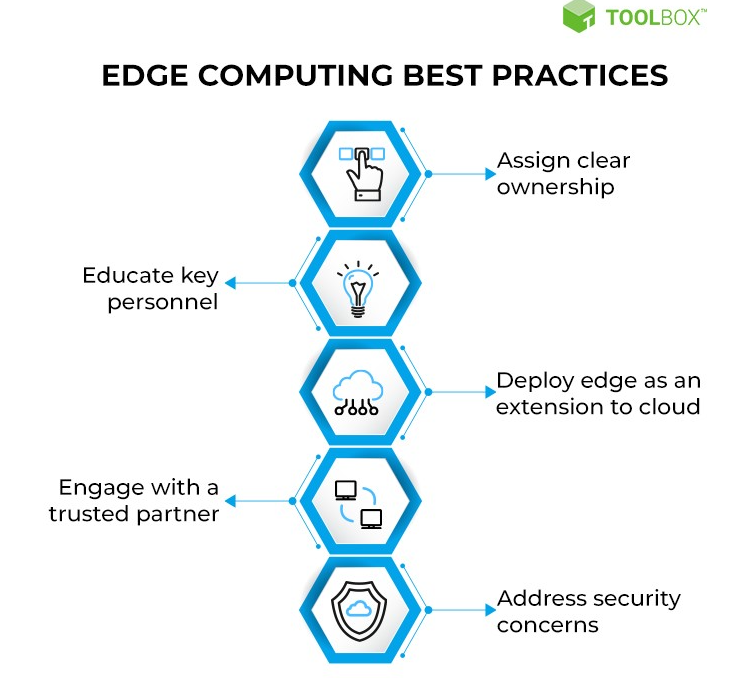 TOOLBOX™
EDGE COMPUTING BEST PRACTICES
Assign clear
ownership
Educate key
personnel
Deploy edge as an
extension to cloud
Engage with a
trusted partner
Address security
concerns